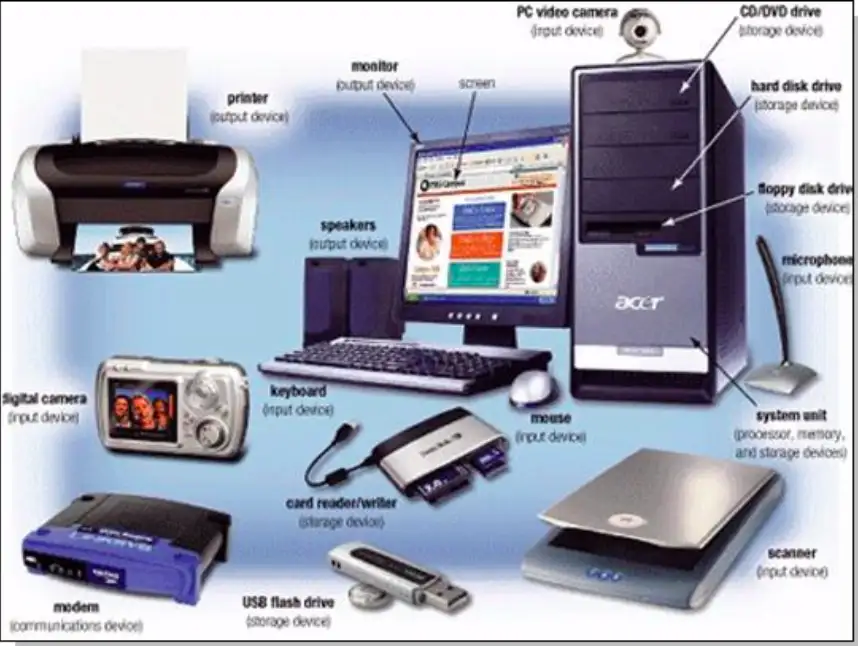 PC video camera
(input device)
CD/DVD drive
(storage device)
monitor
(output device)
screen
hard disk drive
(storage device)
printer
(output device)
floppy disk drive
(storage device)
speakers
(output device)
microphone
(input device)
acer
digital camera
(input device)
keyboard
(input device)
mouse
(input device)
system unit
(processor, memory,
and storage devices)
card reader/writer
(storage device)
scanner
(input device)
modem
(communications device)
USB flash drive
(storage device)